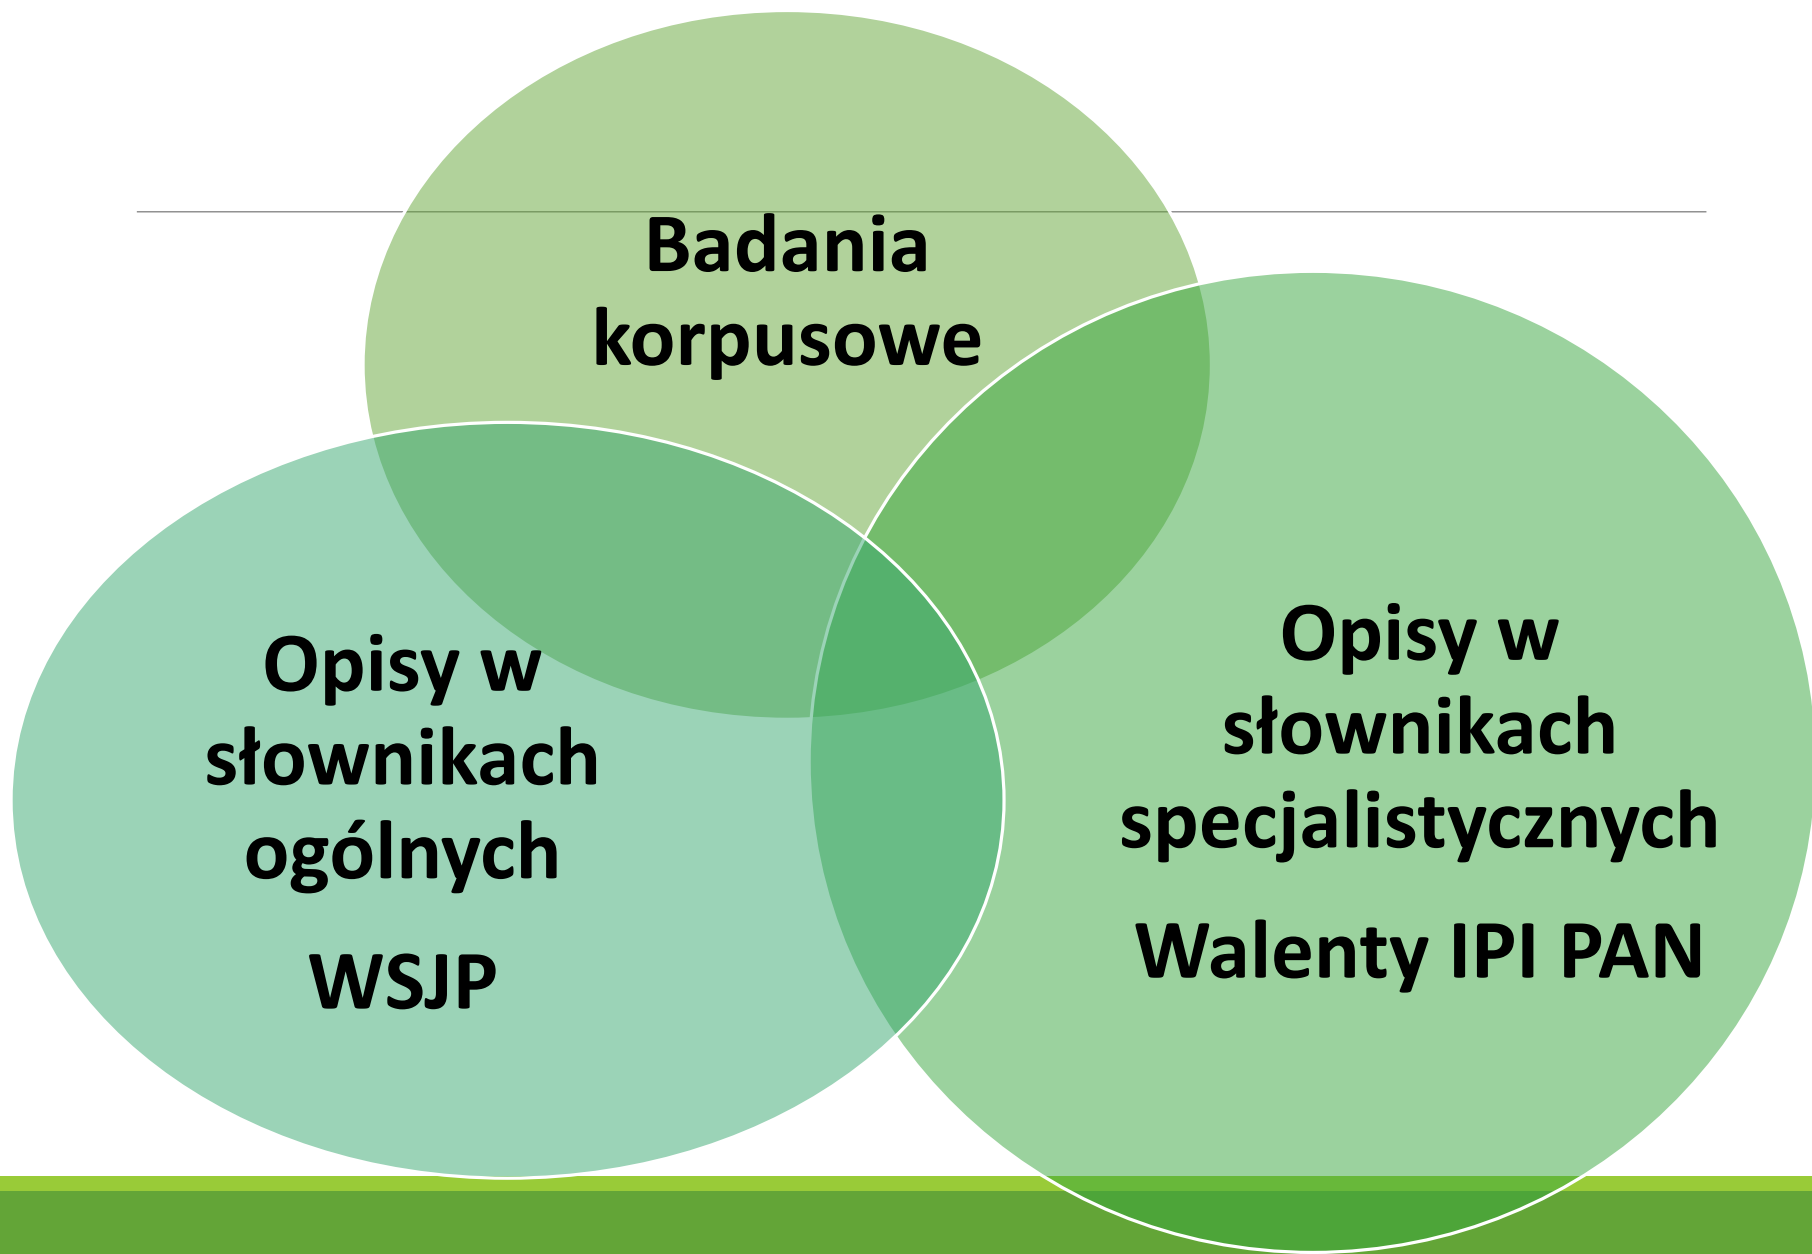 Badania
korpusowe
Opisy w
słownikach
ogólnych
WSJP
Opisy w
słownikach
specjalistycznych
Walenty IPI PAN